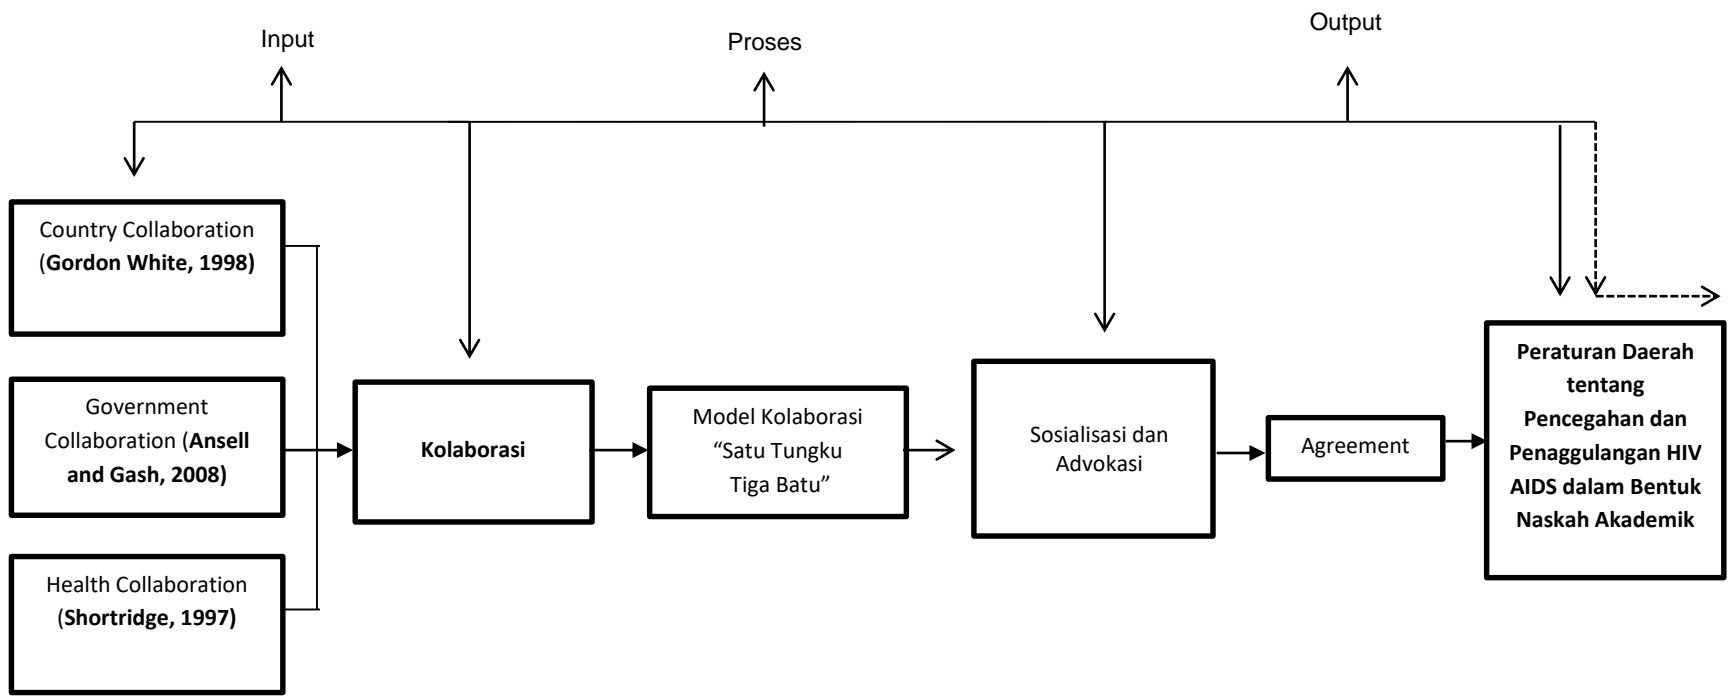 Input
Proses
Output
Country Collaboration
(Gordon White, 1998)
Government
Collaboration (Ansell
and Gash, 2008)
Health Collaboration
(Shortridge, 1997)
Kolaborasi
Model Kolaborasi
“Satu Tungku
Tiga Batu”
Sosialisasi dan
Advokasi
Agreement
Peraturan Daerah
tentang
Pencegahan dan
Penaggulangan HIV
AIDS dalam Bentuk
Naskah Akademik